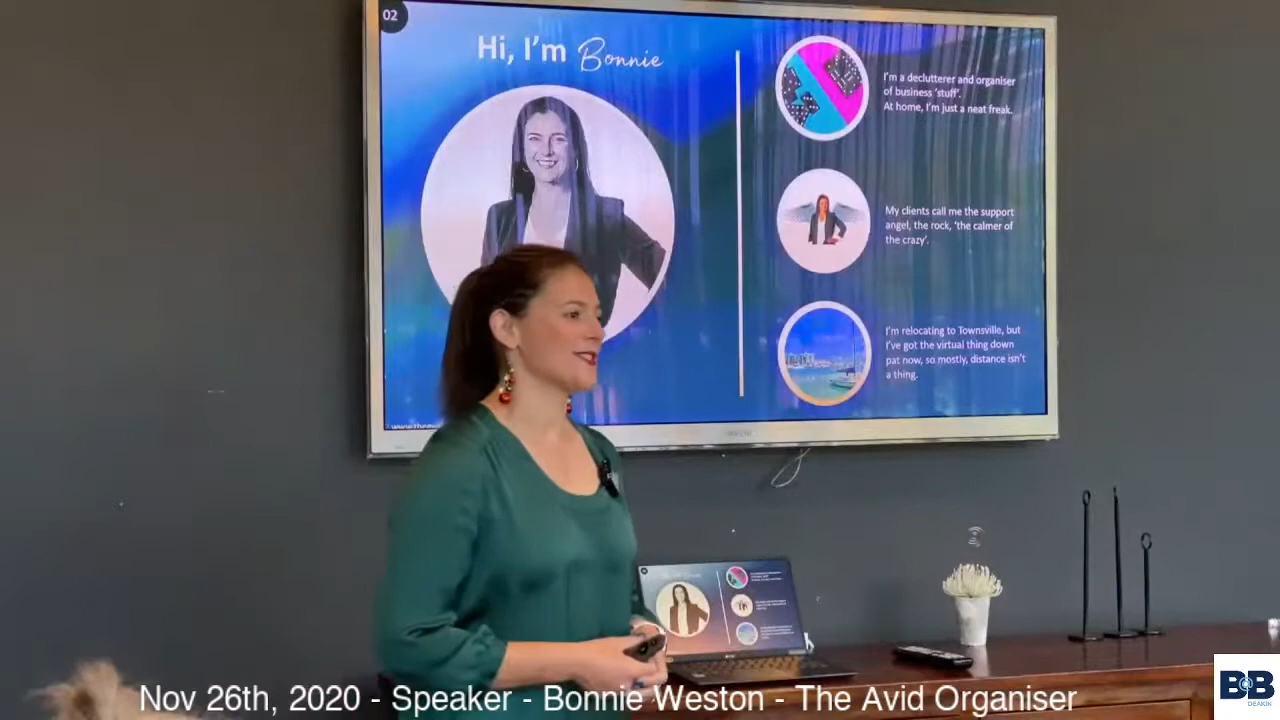 02
Hi, I'm Bonnie
I'm a declutterer and organiser
of business 'stuff'.
At home, I'm just a neat freak.
My clients call me the support
angel, the rock, 'the calmer of
the crazy'.
I'm relocating to Townsville, but
I've got the virtual thing down
pat now, so mostly, distance isn't
a thing.
Nov 26th, 2020 - Speaker - Bonnie Weston - The Avid Organiser
BB
DEAKIN